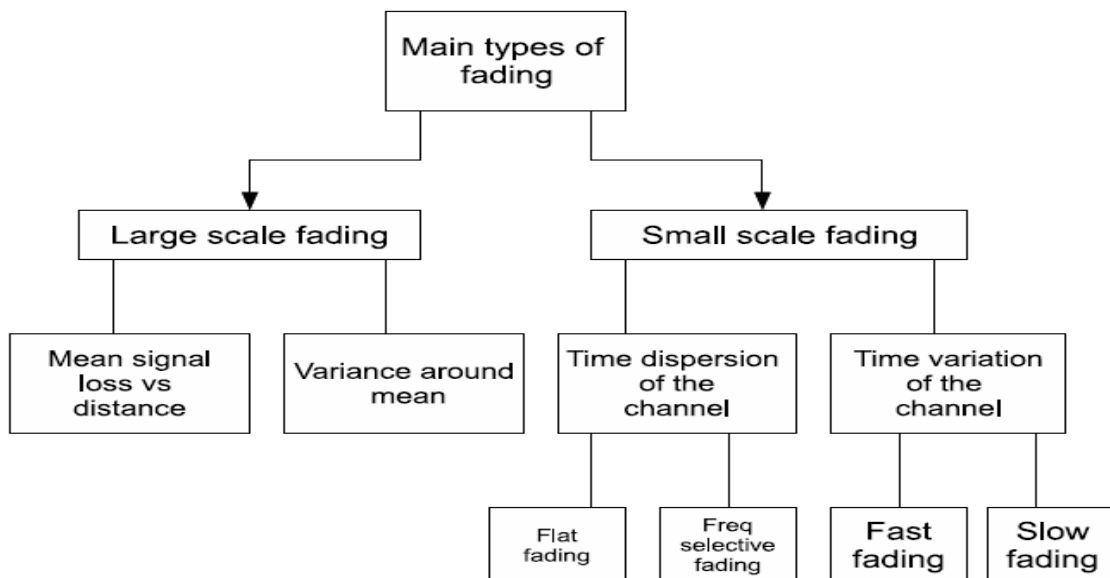 Main types of
fading
Large scale fading
Small scale fading
Mean signal
loss vs
distance
Variance around
mean
Time dispersion
of the
channel
Time variation
of the
channel
Flat
fading
Freq
selective
fading
Fast
fading
Slow
fading